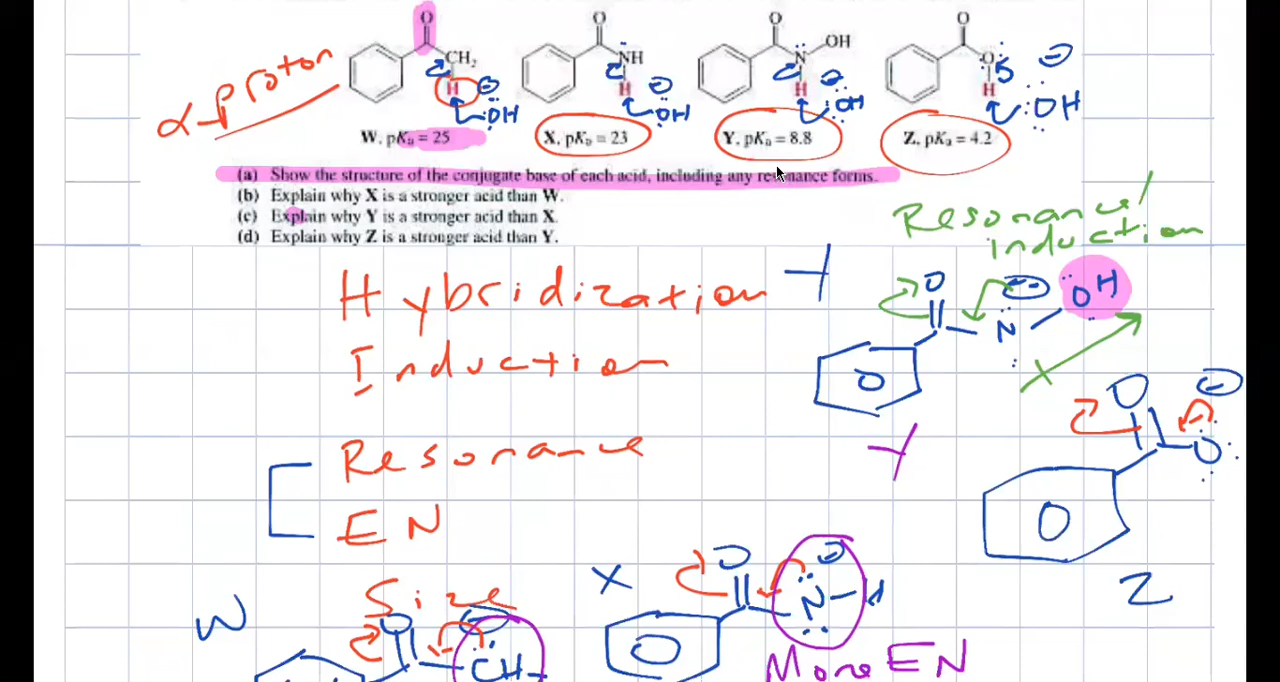 O O O O
CH₂ NH N OH O
H H H H
⊖ ⊖ ⊖ ⊖
:OH :OH :OH :OH
α-proton
W. pKₐ = 25 X. pKₐ = 23 Y. pKₐ = 8.8 Z. pKₐ = 4.2
(a) Show the structure of the conjugate base of each acid, including any resonance forms.
(b) Explain why X is a stronger acid than W.
(c) Explain why Y is a stronger acid than X.
(d) Explain why Z is a stronger acid than Y.
Resonance/
induction
Hybridization
Y
O ⊖ OH
N
Induction
O ⊖
O
Resonance
Y
EN
X
O ⊖
N-H
Z
Size
W
O
CH
More EN